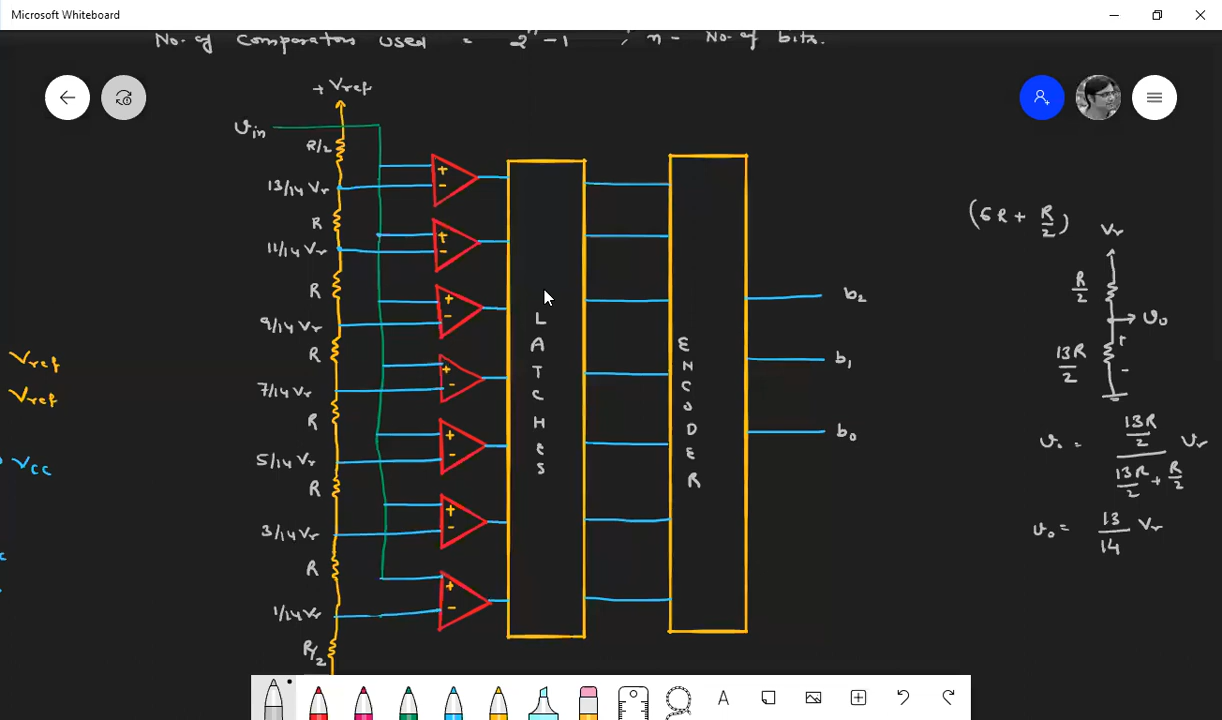 Microsoft Whiteboard
No. of comparators used = 2ⁿ-1 ; n - No. of bits.
+Vref
Vin
R/2
13/14 Vr
R
11/14 Vr
R
9/14 Vr
R
7/14 Vr
R
5/14 Vr
R
3/14 Vr
R
1/14 Vr
R/2
LATCHES
ENCODER
b2
b1
b0
Vref
Vref
VCC
(6R + R/2)
Vr
R/2
v0
13R/2
+
-
v0 = (13R/2) / (13R/2 + R/2) Vr
v0 = 13/14 Vr
+
-
+
-
+
-
+
-
+
-
+
-
+
-
A